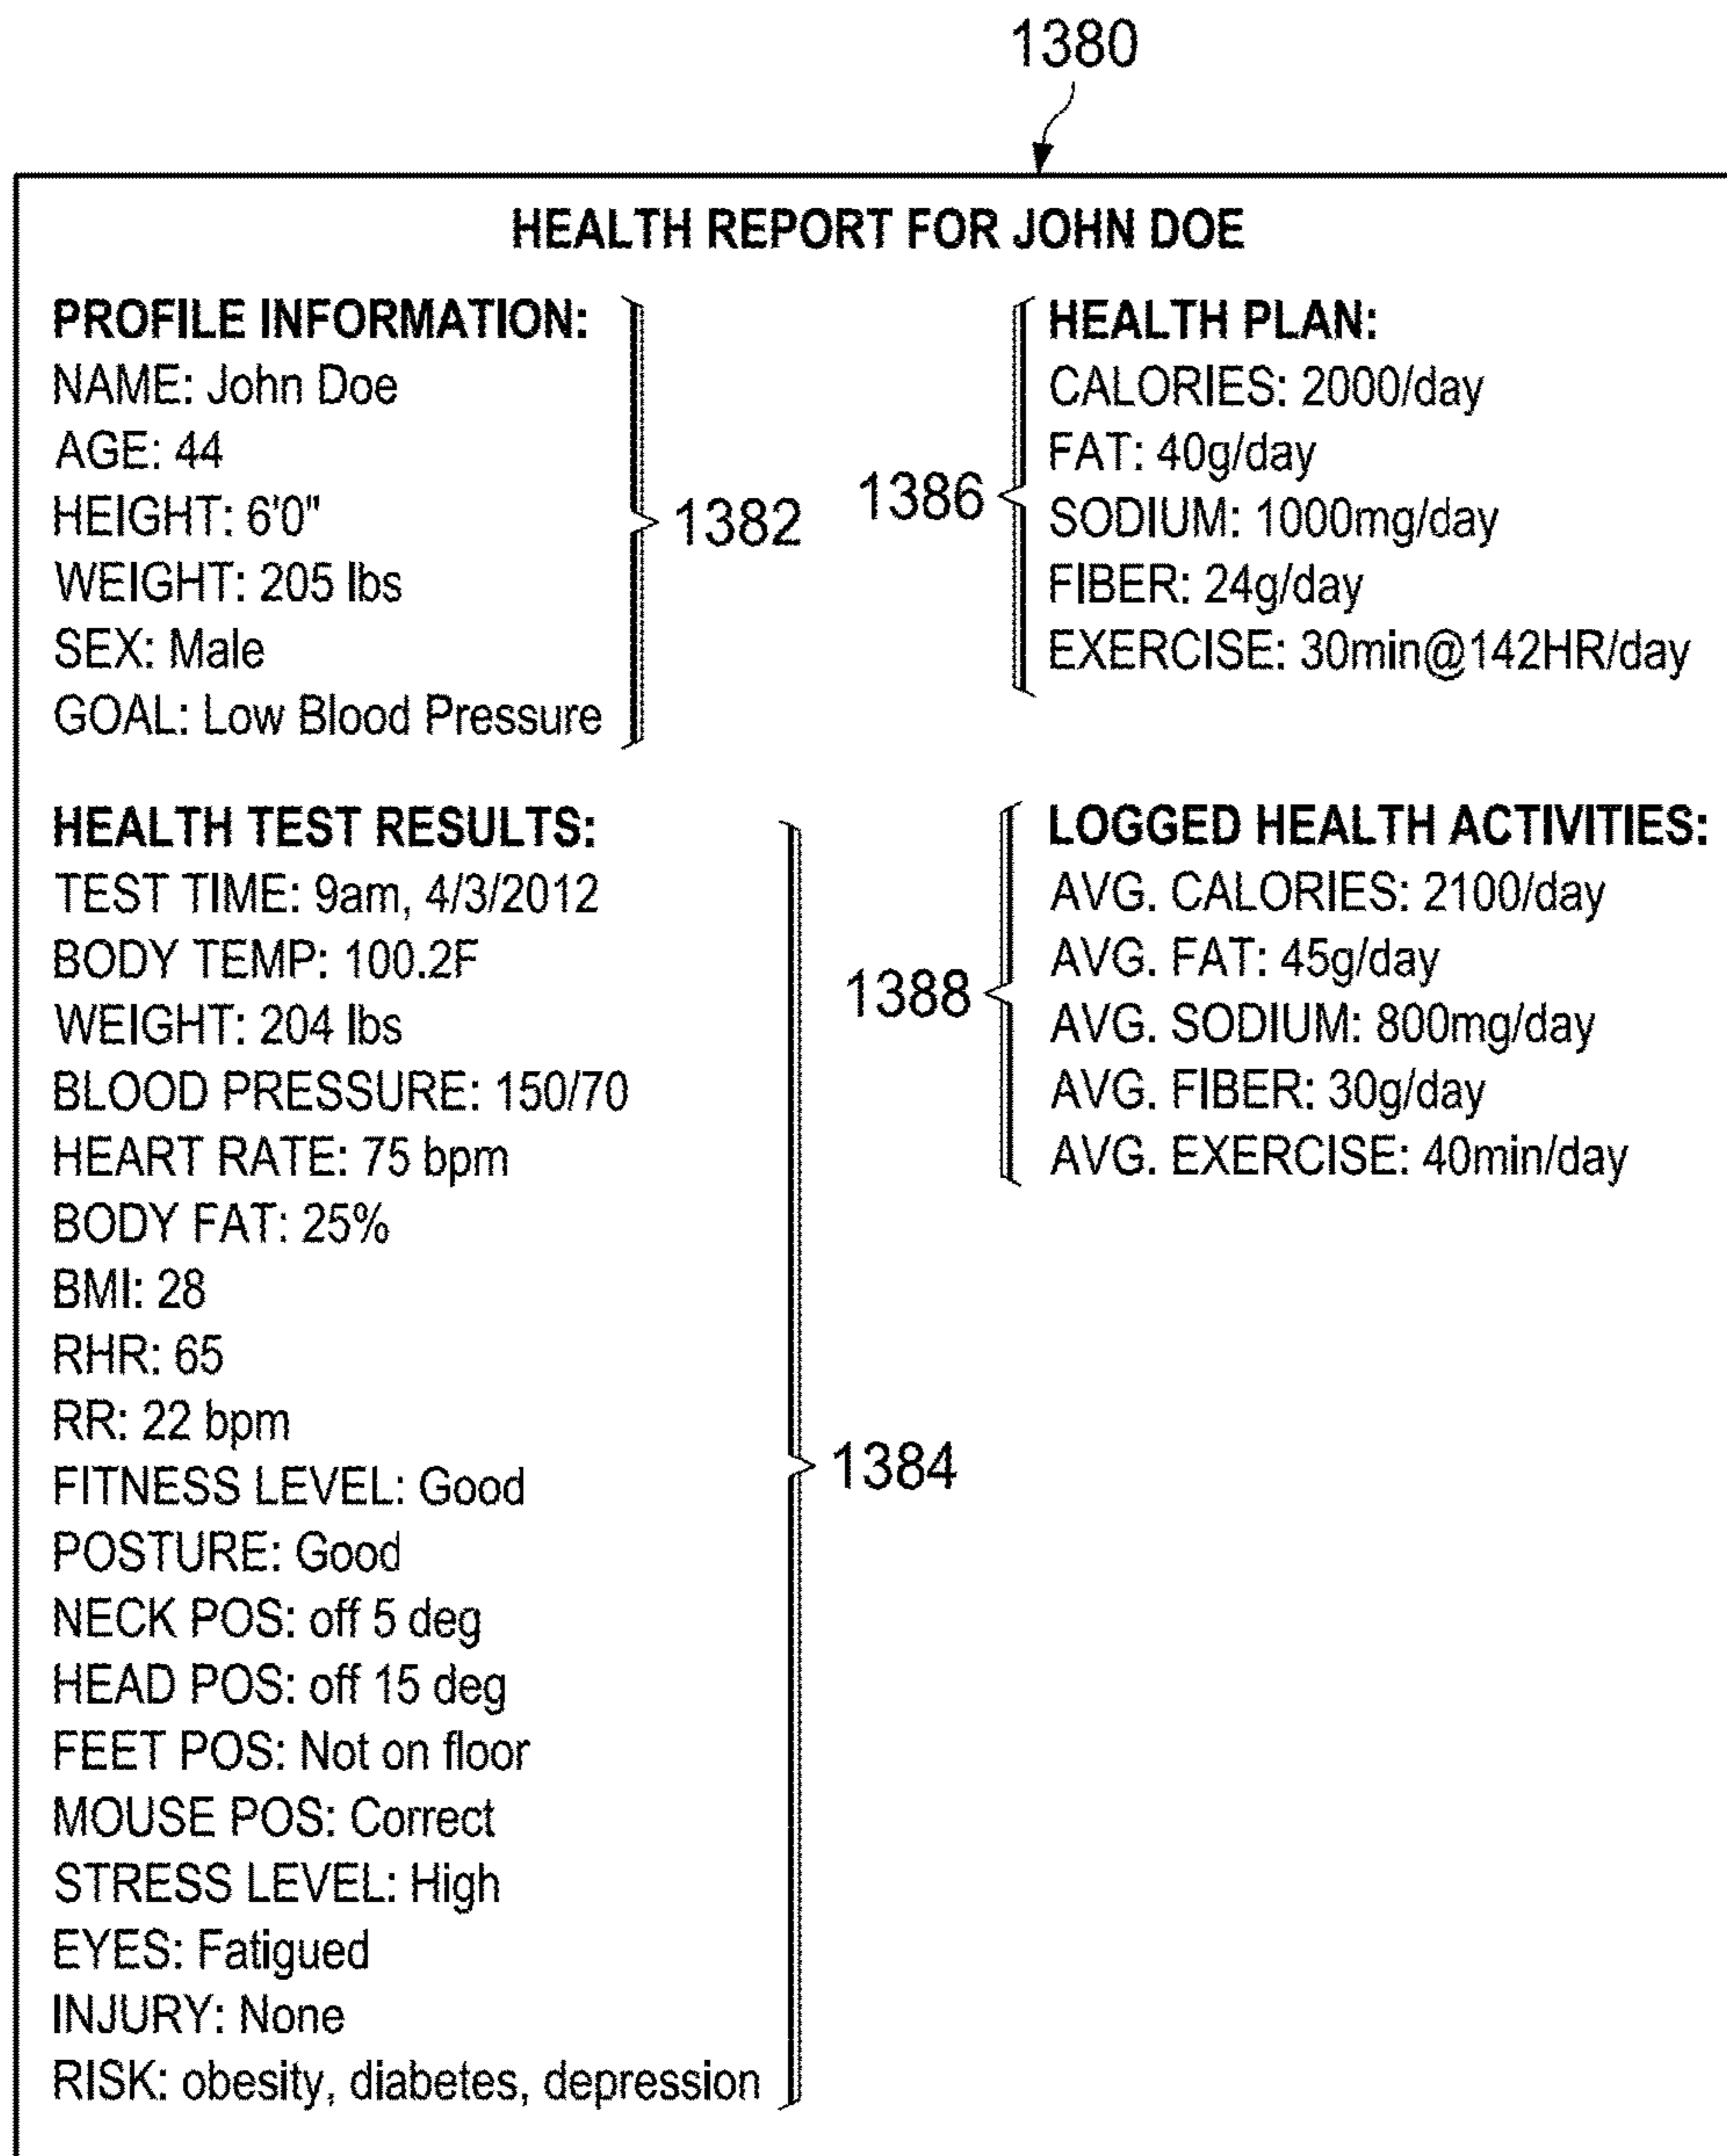 1380
HEALTH REPORT FOR JOHN DOE
PROFILE INFORMATION:
NAME: John Doe
AGE: 44
HEIGHT: 6'0"
WEIGHT: 205 lbs
SEX: Male
GOAL: Low Blood Pressure
1382
1386
HEALTH PLAN:
CALORIES: 2000/day
FAT: 40g/day
SODIUM: 1000mg/day
FIBER: 24g/day
EXERCISE: 30min@142HR/day
HEALTH TEST RESULTS:
TEST TIME: 9am, 4/3/2012
BODY TEMP: 100.2F
WEIGHT: 204 lbs
BLOOD PRESSURE: 150/70
HEART RATE: 75 bpm
BODY FAT: 25%
BMI: 28
RHR: 65
RR: 22 bpm
FITNESS LEVEL: Good
POSTURE: Good
NECK POS: off 5 deg
HEAD POS: off 15 deg
FEET POS: Not on floor
MOUSE POS: Correct
STRESS LEVEL: High
EYES: Fatigued
INJURY: None
RISK: obesity, diabetes, depression
1384
1388
LOGGED HEALTH ACTIVITIES:
AVG. CALORIES: 2100/day
AVG. FAT: 45g/day
AVG. SODIUM: 800mg/day
AVG. FIBER: 30g/day
AVG. EXERCISE: 40min/day